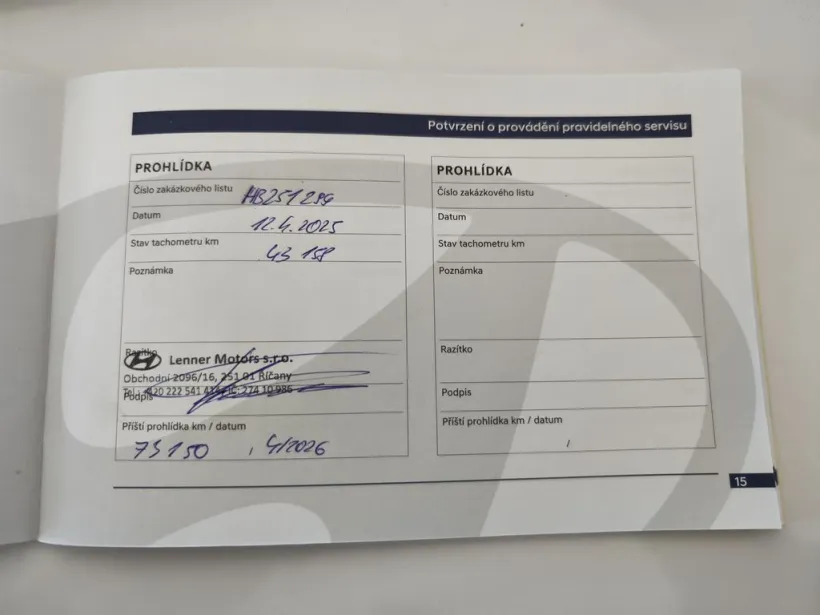 Potvrzení o provádění pravidelného servisu
PROHLÍDKA
Číslo zakázkového listu HB251289
Datum 12.4.2025
Stav tachometru km 43 158
Poznámka
Razítko
Lenner Motors s.r.o.
Obchodní 2096/16, 251 01 Říčany
Podpis
Příští prohlídka km / datum
73150 / 4/2026
PROHLÍDKA
Číslo zakázkového listu
Datum
Stav tachometru km
Poznámka
Razítko
Podpis
Příští prohlídka km / datum
/
15